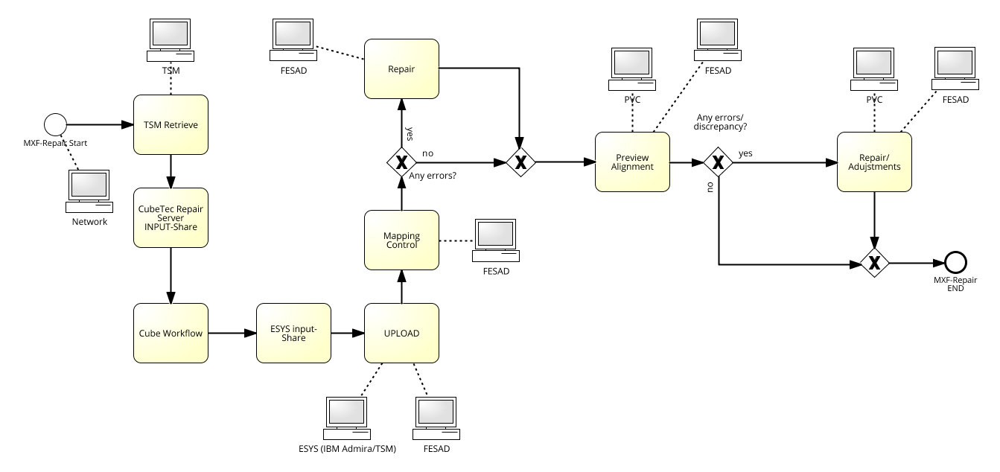 TSM
FESAD
FESAD
PVC
PVC
FESAD
Repair
TSM Retrieve
MXF-Repair Start
yes
Any errors/
discrepancy?
no
Any errors?
Preview
Alignment
yes
no
Repair/
Adujstments
CubeTec Repair
Server
INPUT-Share
Network
Mapping
Control
FESAD
MXF-Repair
END
Cube Workflow
ESYS input-
Share
UPLOAD
ESYS (IBM Admira/TSM)
FESAD